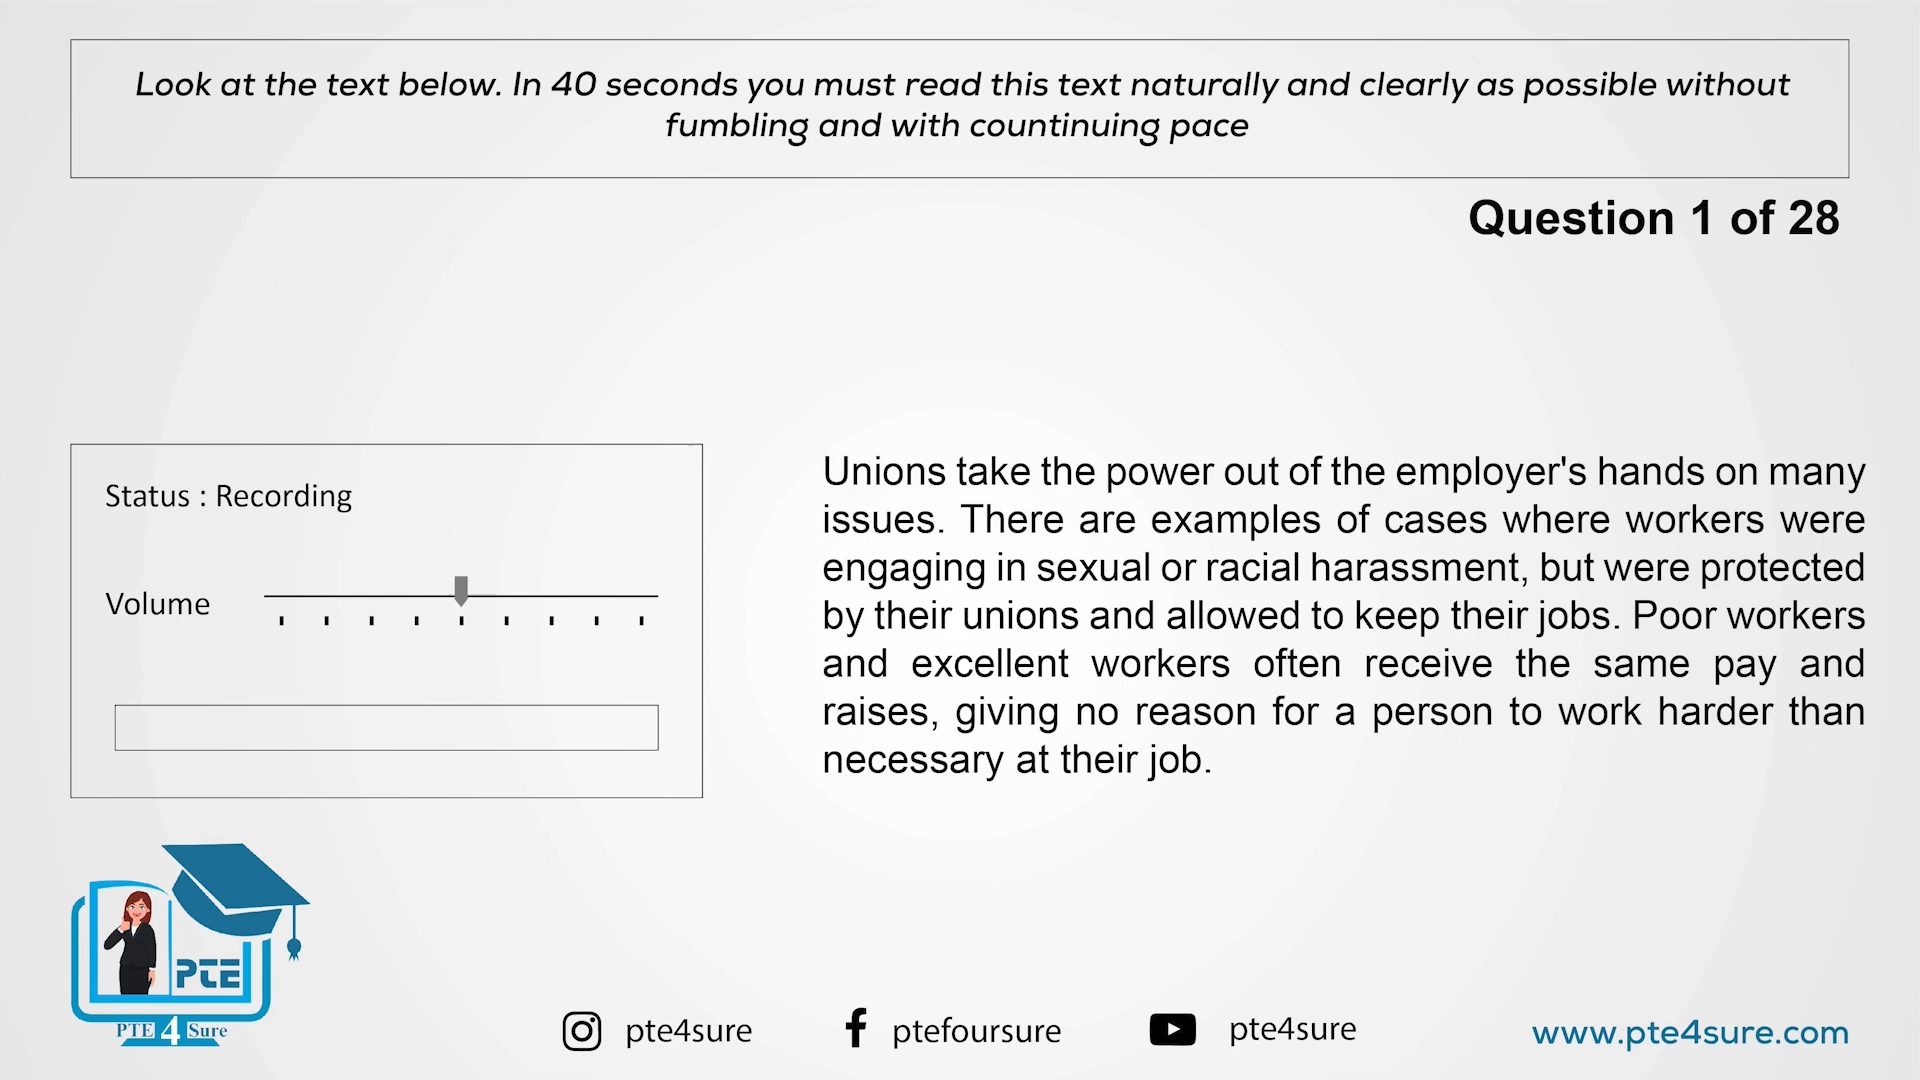 Look at the text below. In 40 seconds you must read this text naturally and clearly as possible without
fumbling and with countinuing pace
Question 1 of 28
Status : Recording
Volume
Unions take the power out of the employer's hands on many
issues. There are examples of cases where workers were
engaging in sexual or racial harassment, but were protected
by their unions and allowed to keep their jobs. Poor workers
and excellent workers often receive the same pay and
raises, giving no reason for a person to work harder than
necessary at their job.
PTE
PTE 4 Sure
pte4sure
ptefoursure
pte4sure
www.pte4sure.com